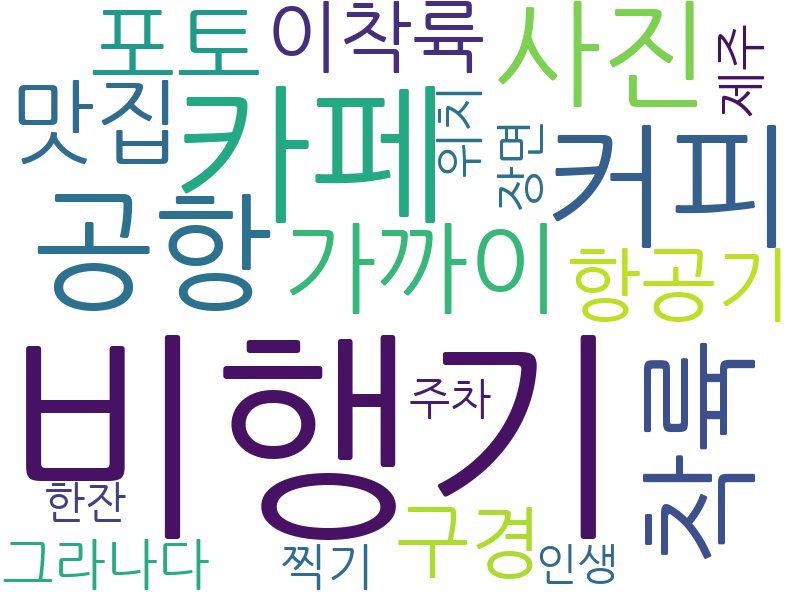 포토
이착륙
사진
제주
맛집
카페
위치
장면
커피
공항
가까이
항공기
비행기
주차
착륙
한잔
구경
그라나다
찍기
인생